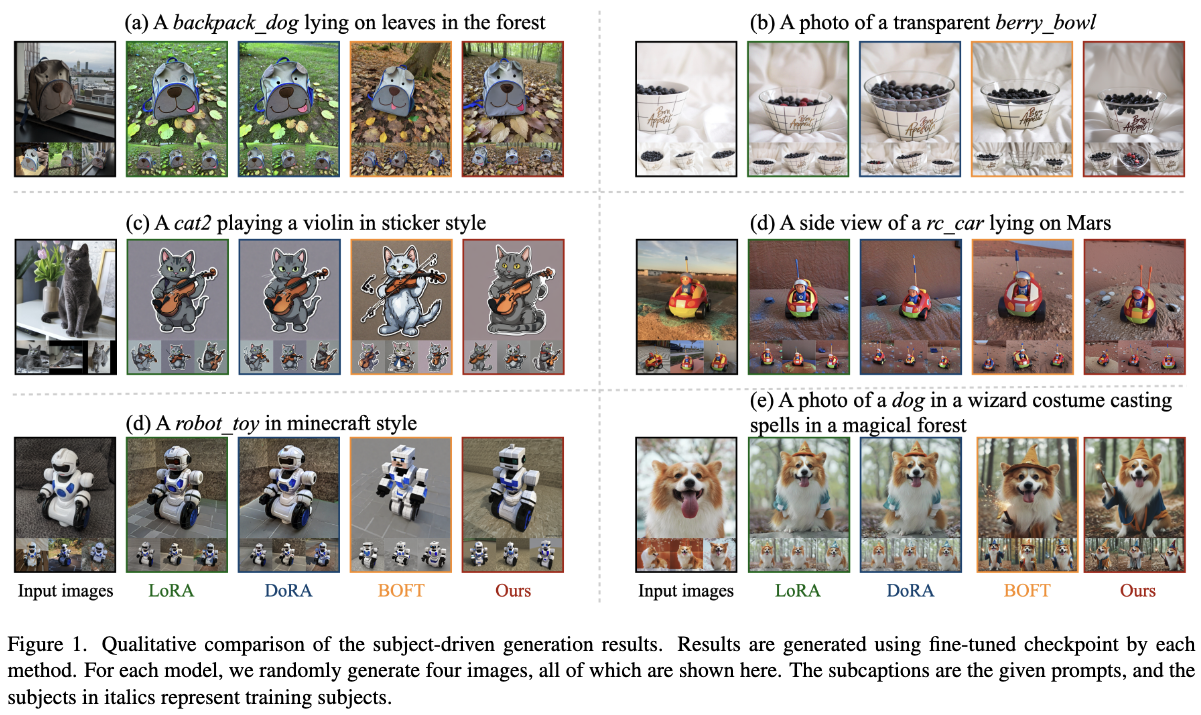 (a) A backpack_dog lying on leaves in the forest
(b) A photo of a transparent berry_bowl
Bon
Appetit
(c) A cat2 playing a violin in sticker style
(d) A side view of a rc_car lying on Mars
(d) A robot_toy in minecraft style
(e) A photo of a dog in a wizard costume casting
spells in a magical forest
Input images
LoRA
DoRA
BOFT
Ours
Input images
LoRA
DoRA
BOFT
Ours
Figure 1. Qualitative comparison of the subject-driven generation results. Results are generated using fine-tuned checkpoint by each
method. For each model, we randomly generate four images, all of which are shown here. The subcaptions are the given prompts, and the
subjects in italics represent training subjects.